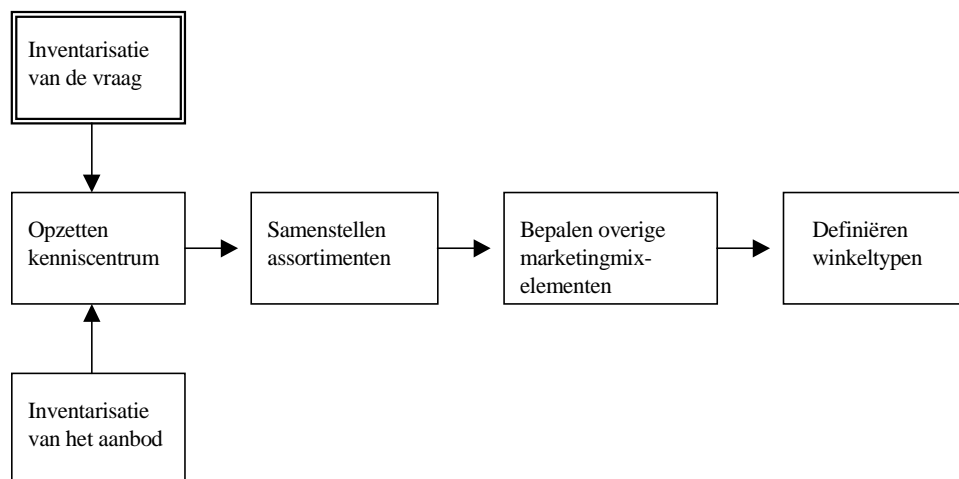 Inventarisatie
van de vraag
Opzetten
kenniscentrum
Samenstellen
assortimenten
Bepalen overige
marketingmix-
elementen
Definiëren
winkeltypen
Inventarisatie
van het aanbod